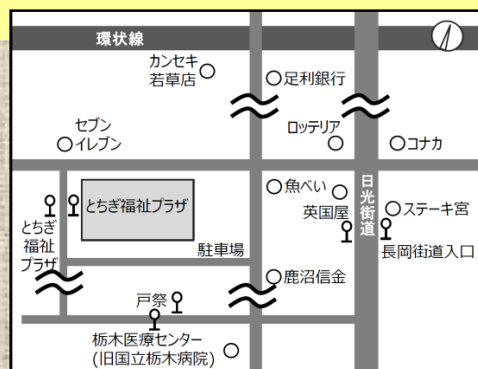 環状線
カンセキ
若草店
足利銀行
セブン
イレブン
ロッテリア
コナカ
とちぎ福祉プラザ
魚べい
英国屋
日光街道
ステーキ宮
とちぎ
福祉
プラザ
駐車場
長岡街道入口
鹿沼信金
戸祭
栃木医療センター
(旧国立栃木病院)